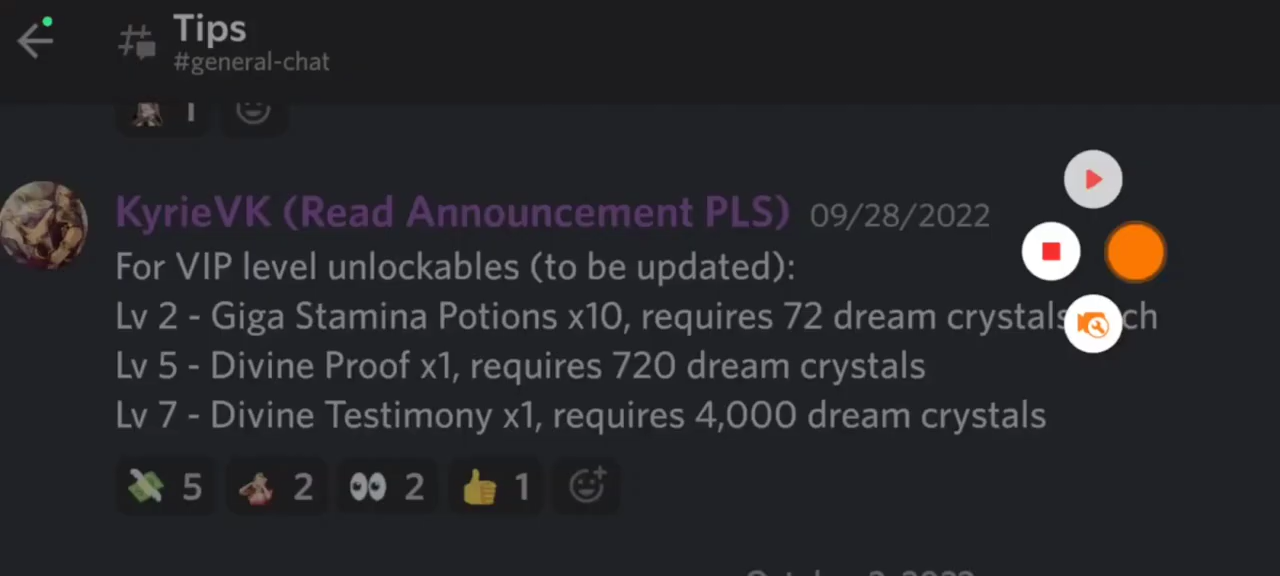 Tips
#general-chat
1
KyrieVK (Read Announcement PLS) 09/28/2022
For VIP level unlockables (to be updated):
Lv 2 - Giga Stamina Potions x10, requires 72 dream crystals ch
Lv 5 - Divine Proof x1, requires 720 dream crystals
Lv 7 - Divine Testimony x1, requires 4,000 dream crystals
5 2 2 1